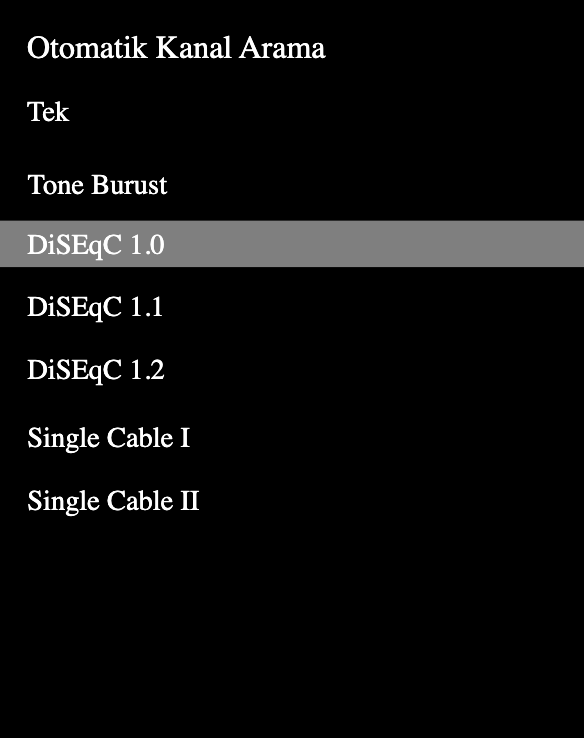 Otomatik Kanal Arama
Tek
Tone Burust
DiSEqC 1.0
DiSEqC 1.1
DiSEqC 1.2
Single Cable I
Single Cable II